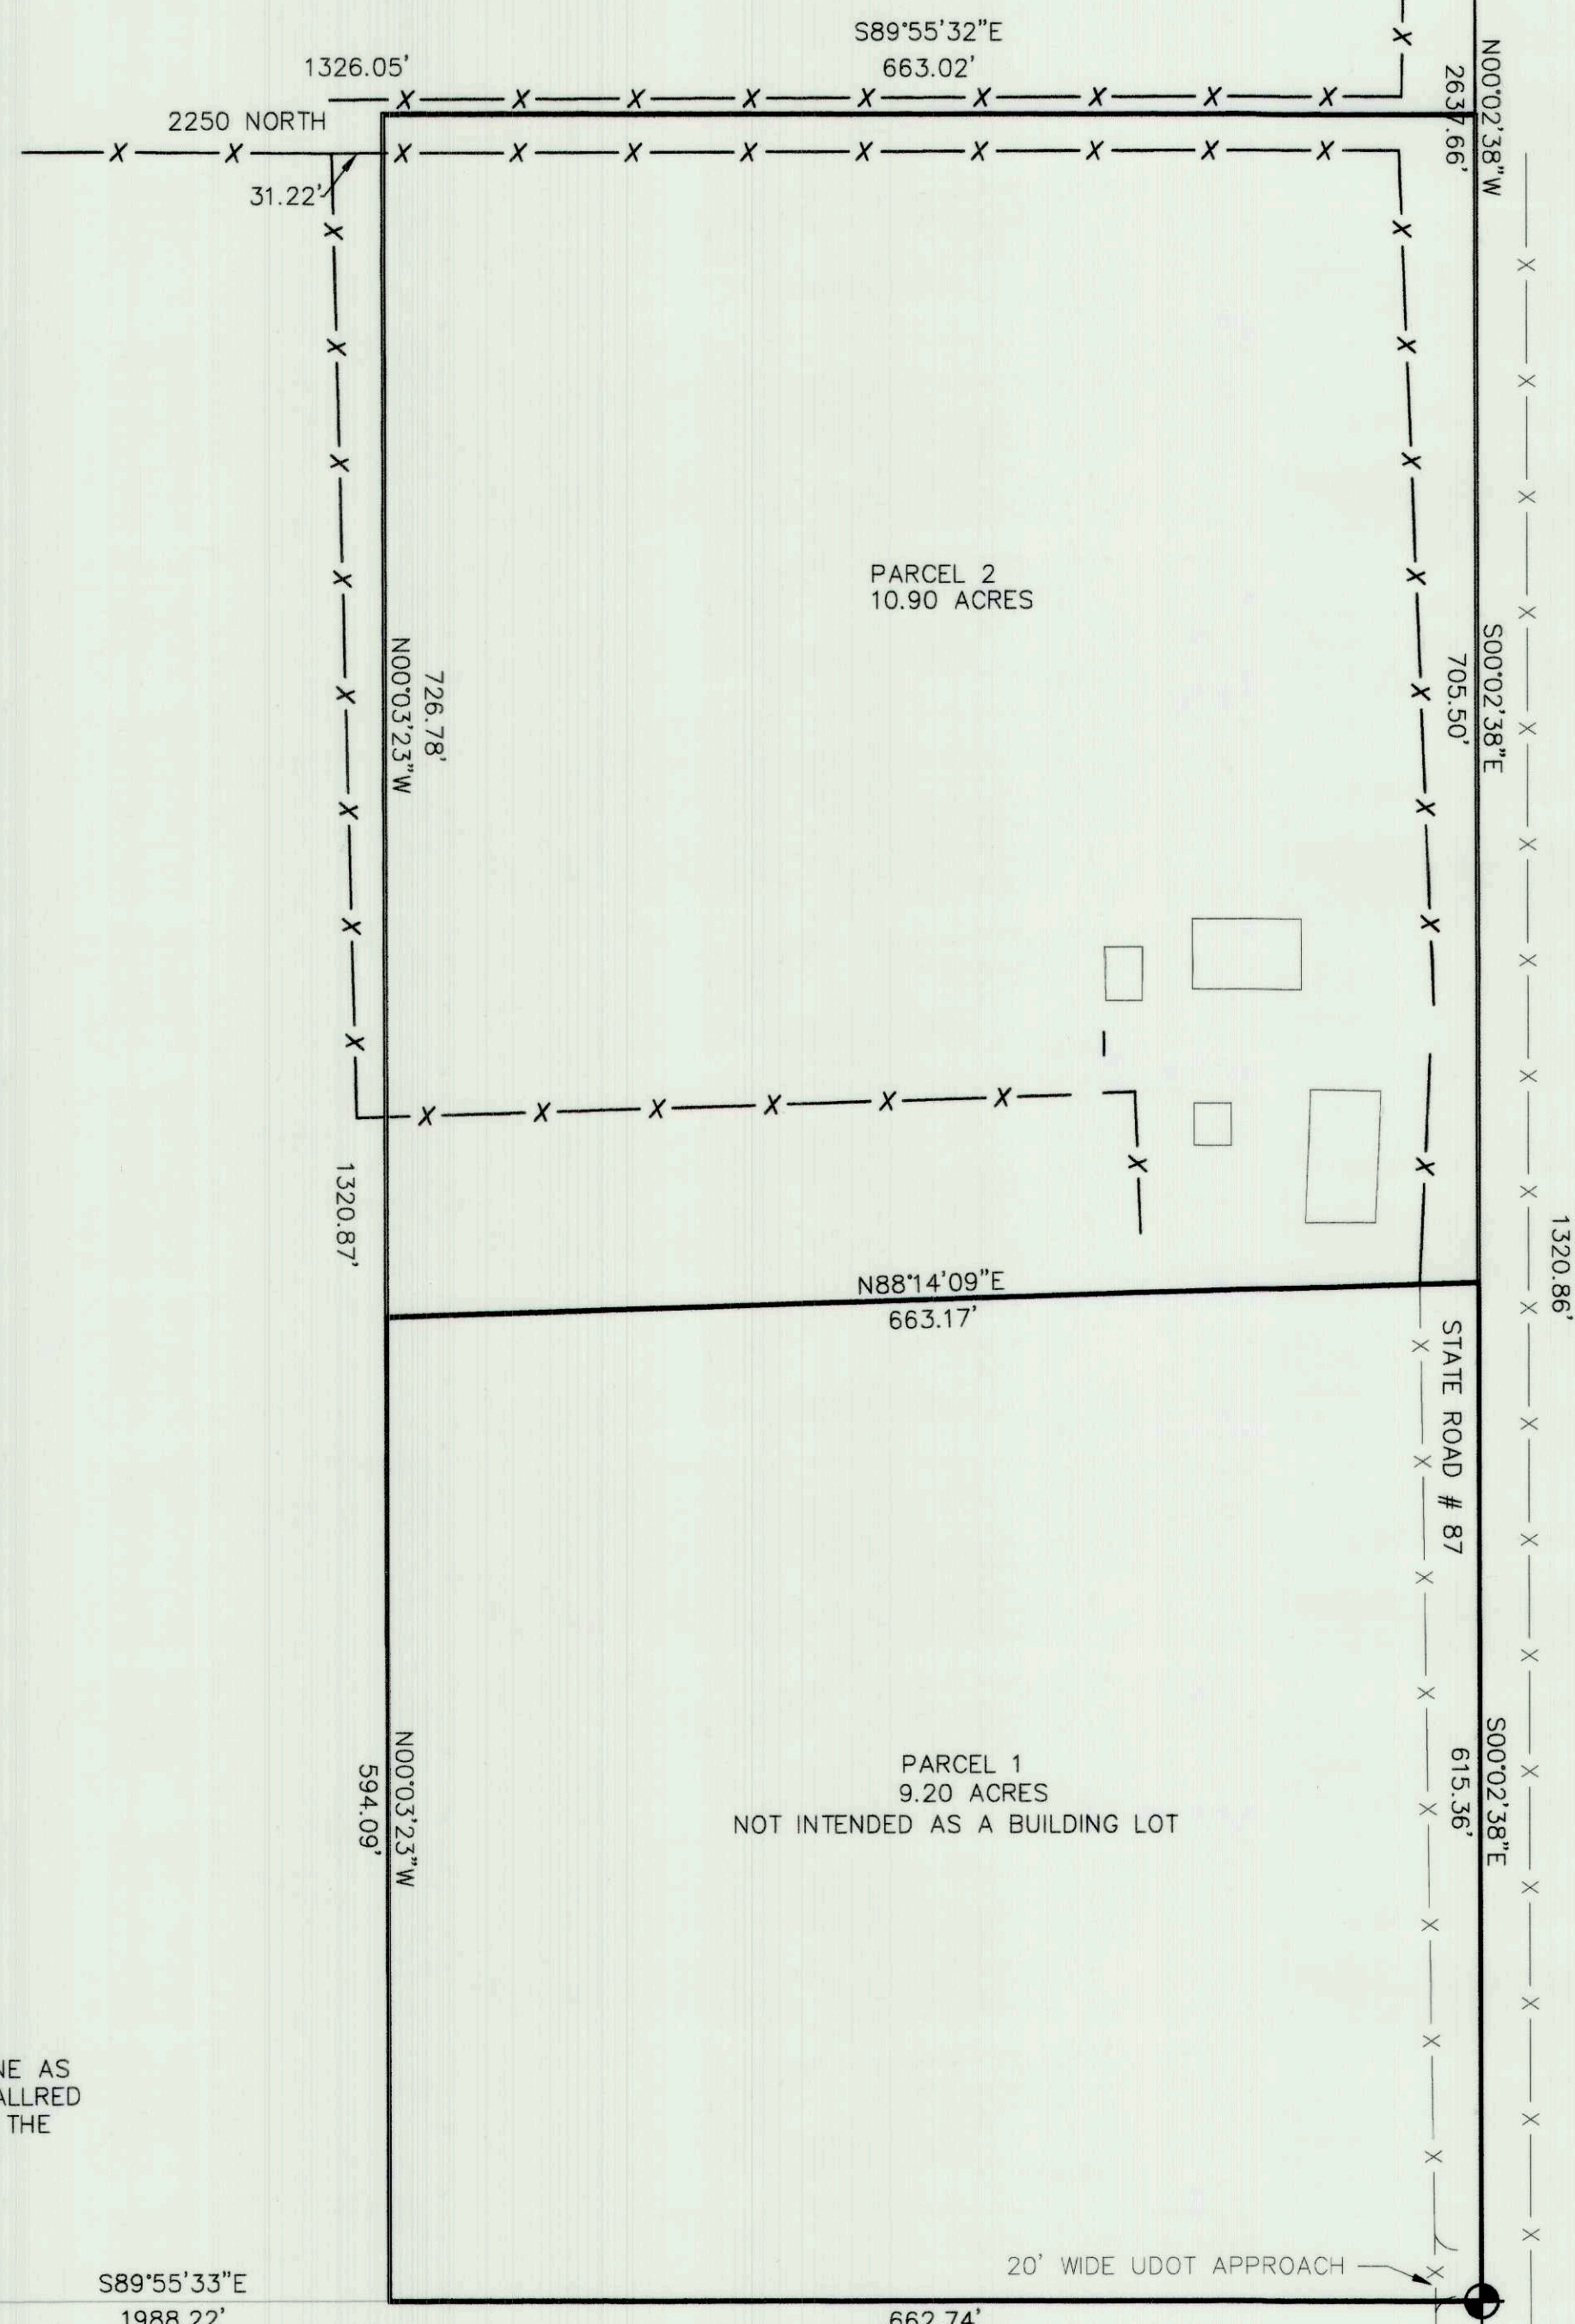 S89°55'32"E
1326.05'
663.02'
N00°02'38"W
2637.66'
2250 NORTH
31.22'
PARCEL 2
10.90 ACRES
726.78'
N00°03'23"W
S00°02'38"E
705.50'
1320.87'
1320.86'
N88°14'09"E
663.17'
STATE ROAD # 87
N00°03'23"W
594.09'
PARCEL 1
9.20 ACRES
NOT INTENDED AS A BUILDING LOT
S00°02'38"E
615.36'
NE AS
ALLRED
THE
20' WIDE UDOT APPROACH
S89°55'33"E
1988.22'
662.74'